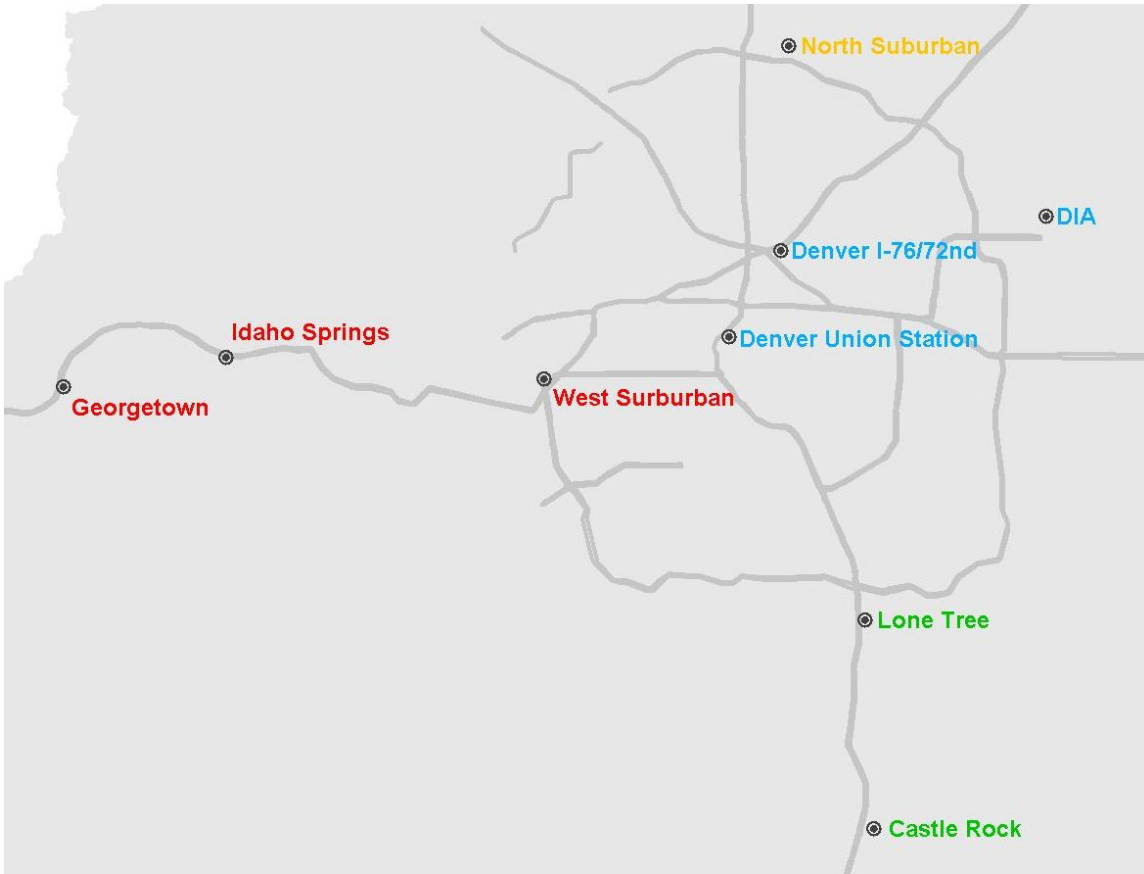 North Suburban
DIA
Denver I-76/72nd
Idaho Springs
Denver Union Station
West Surburban
Georgetown
Lone Tree
Castle Rock